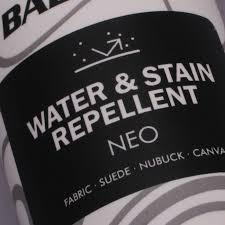 WATER & STAIN
REPELLENT
NEO
FABRIC · SUEDE · NUBUCK · CANVA